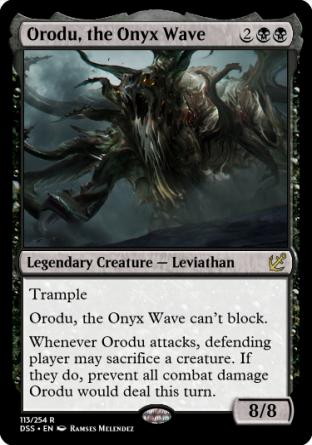 Orodu, the Onyx Wave 2
Legendary Creature — Leviathan
Trample
Orodu, the Onyx Wave can't block.
Whenever Orodu attacks, defending
player may sacrifice a creature. If
they do, prevent all combat damage
Orodu would deal this turn.
8/8
113/254 R
DSS • EN Ramses Melendez